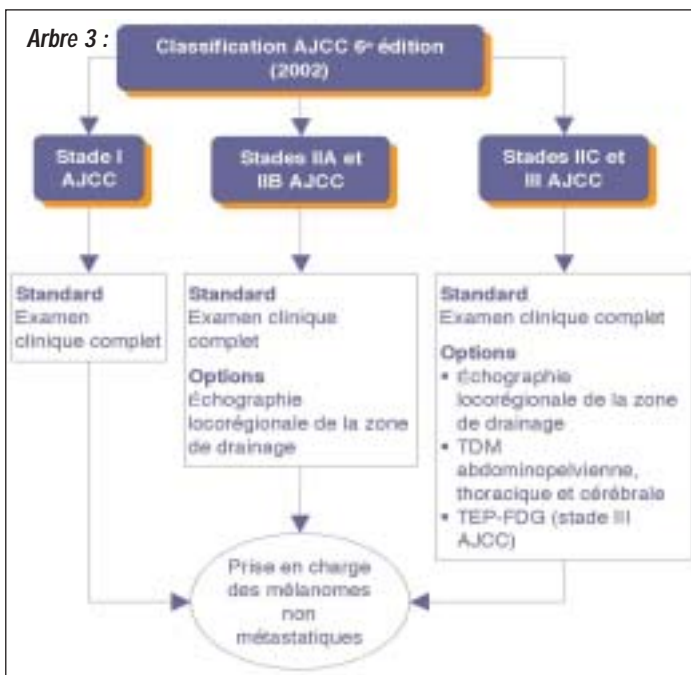 Arbre 3 :
Classification AJCC 6e édition
(2002)
Stade I
AJCC
Stades IIA et
IIB AJCC
Stades IIC et
III AJCC
Standard
Examen
clinique complet
Standard
Examen clinique
complet
Options
Échographie
locorégionale de la zone
de drainage
Standard
Examen clinique complet
Options
▪ Échographie
locorégionale de la zone
de drainage
▪ TDM
abdominopelvienne,
thoracique et cérébrale
▪ TEP-FDG (stade III
AJCC)
Prise en charge
des mélanomes
non
métastatiques